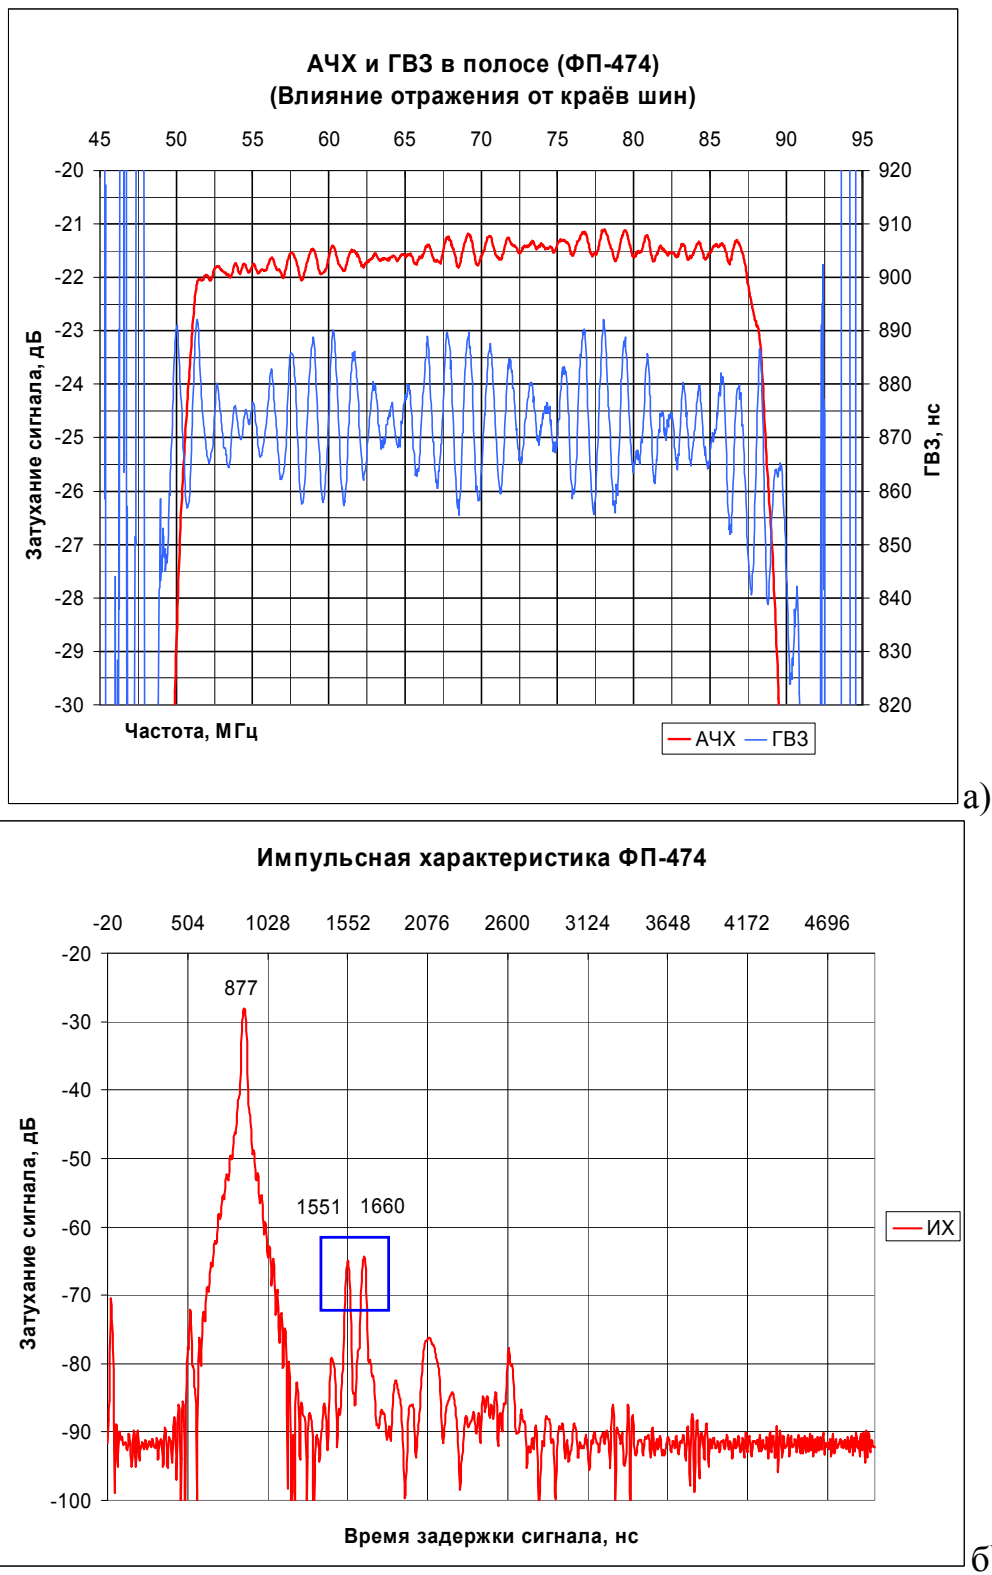 АЧХ и ГВЗ в полосе (ФП-474)
(Влияние отражения от краёв шин)
45 50 55 60 65 70 75 80 85 90 95
-20 920
-21 910
-22 900
-23 890
-24 880
-25 870
-26 860
-27 850
-28 840
-29 830
-30 820
Затухание сигнала, дБ
ГВЗ, нс
Частота, МГц
АЧХ ГВЗ
а)
Импульсная характеристика ФП-474
-20 504 1028 1552 2076 2600 3124 3648 4172 4696
-20
877
-30
-40
-50
1551 1660
-60
-70
-80
-90
-100
Затухание сигнала, дБ
ИХ
Время задержки сигнала, нс
б)